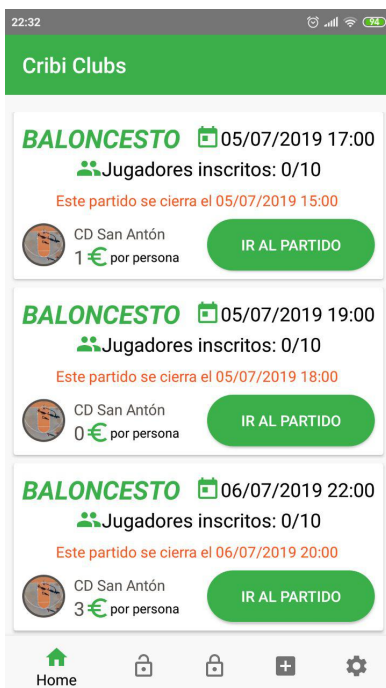 22:32
94
Cribi Clubs
BALONCESTO 05/07/2019 17:00
Jugadores inscritos: 0/10
Este partido se cierra el 05/07/2019 15:00
CD San Antón
1 € por persona
IR AL PARTIDO
BALONCESTO 05/07/2019 19:00
Jugadores inscritos: 0/10
Este partido se cierra el 05/07/2019 18:00
CD San Antón
0 € por persona
IR AL PARTIDO
BALONCESTO 06/07/2019 22:00
Jugadores inscritos: 0/10
Este partido se cierra el 06/07/2019 20:00
CD San Antón
3 € por persona
IR AL PARTIDO
Home